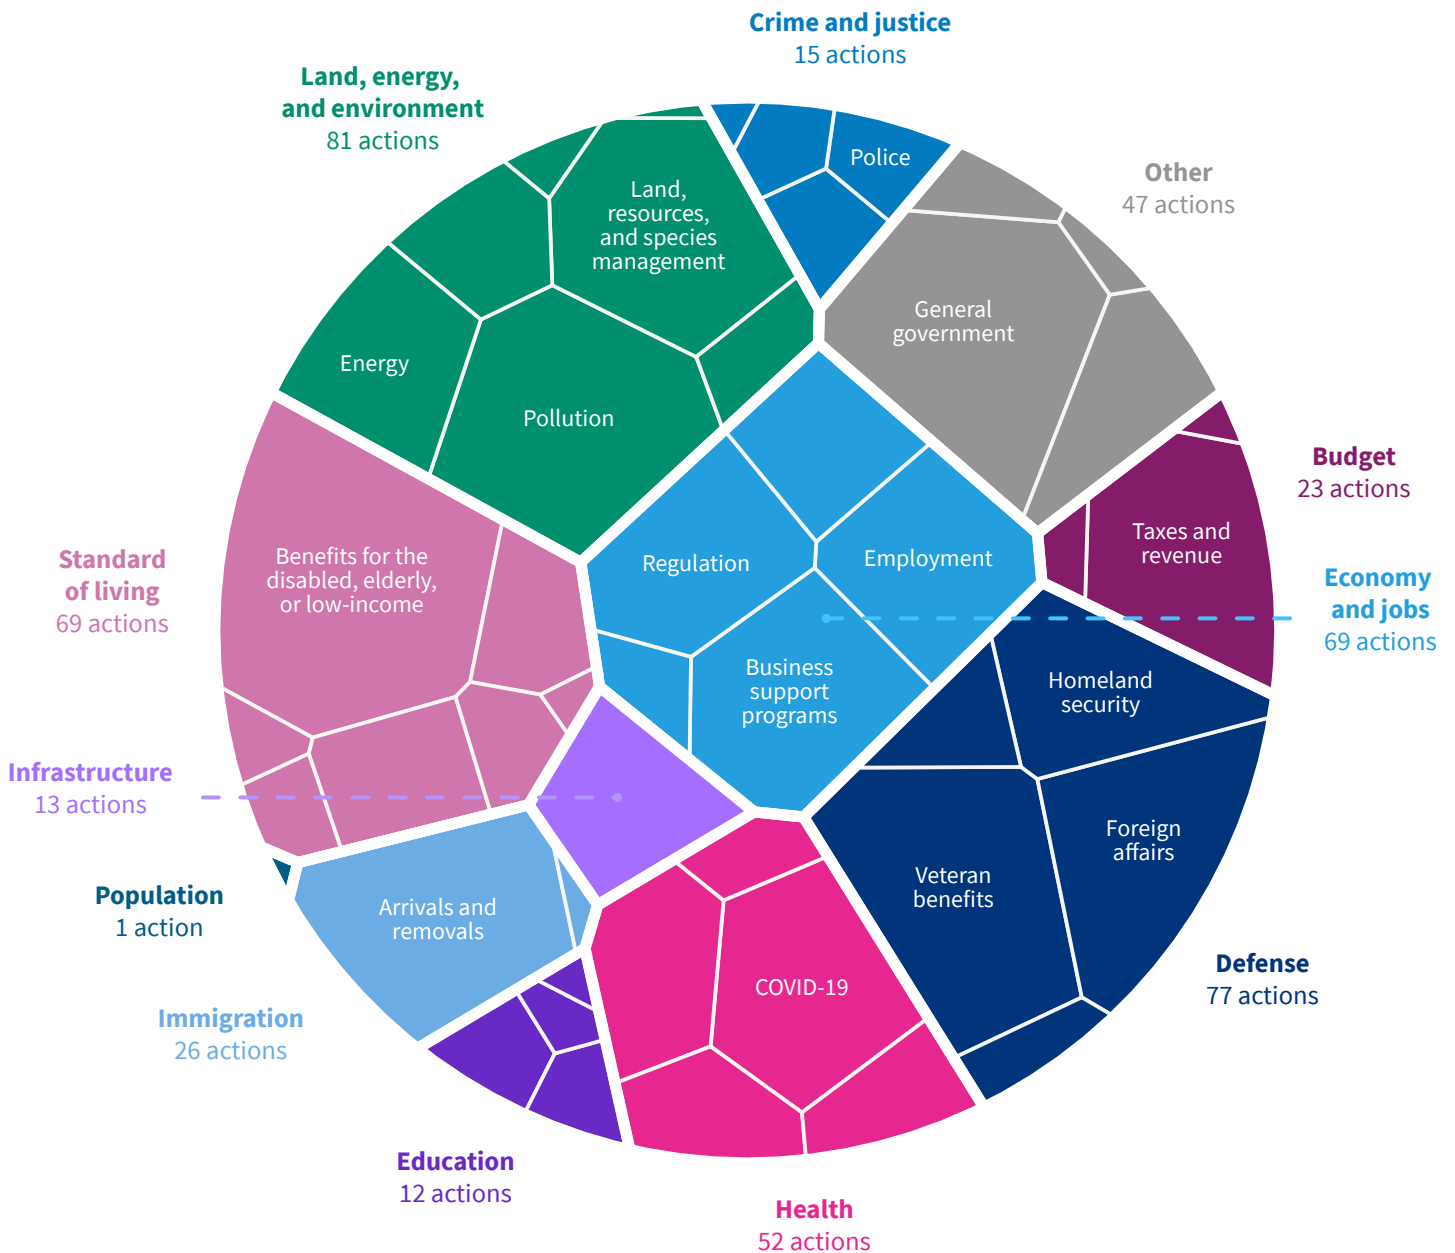 Crime and justice
15 actions
Land, energy,
and environment
81 actions
Police
Other
47 actions
Land,
resources,
and species
management
General
government
Energy
Pollution
Budget
23 actions
Taxes and
revenue
Standard
of living
69 actions
Benefits for the
disabled, elderly,
or low-income
Regulation
Employment
Economy
and jobs
69 actions
Business
support
programs
Homeland
security
Infrastructure
13 actions
Foreign
affairs
Veteran
benefits
Population
1 action
Arrivals and
removals
COVID-19
Defense
77 actions
Immigration
26 actions
Education
12 actions
Health
52 actions